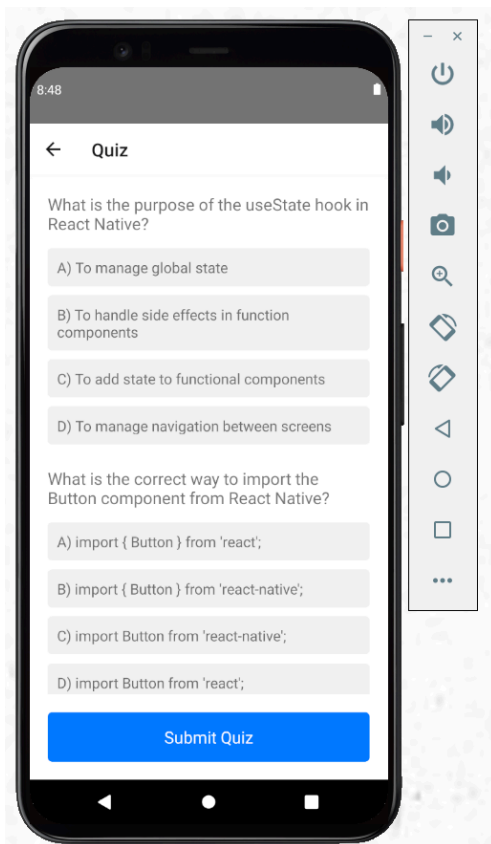 8:48
Quiz
What is the purpose of the useState hook in
React Native?
A) To manage global state
B) To handle side effects in function
components
C) To add state to functional components
D) To manage navigation between screens
What is the correct way to import the
Button component from React Native?
A) import { Button } from 'react';
B) import { Button } from 'react-native';
C) import Button from 'react-native';
D) import Button from 'react';
Submit Quiz